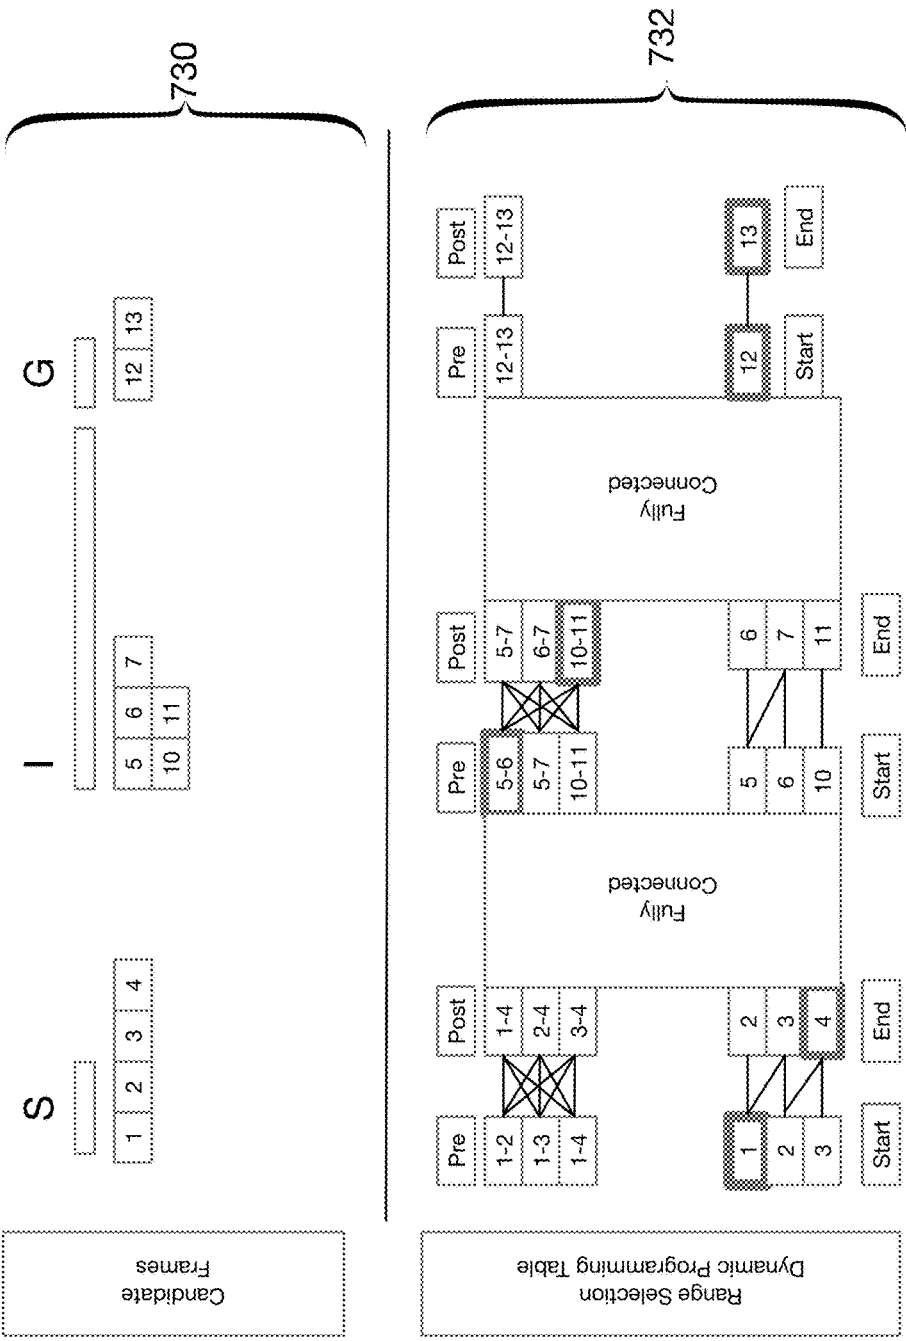 Candidate
Frames
S
I
G
730
1 2 3 4
5 6 7
10 11
12 13
Range Selection
Dynamic Programming Table
732
Pre
Post
Pre
Post
Pre
Post
1-2
1-4
5-6
5-7
12-13
12-13
1-3
2-4
5-7
6-7
1-4
3-4
10-11
10-11
Fully
Connected
Fully
Connected
1
2
5
6
12
13
2
3
6
7
3
4
10
11
Start
End
Start
End
Start
End